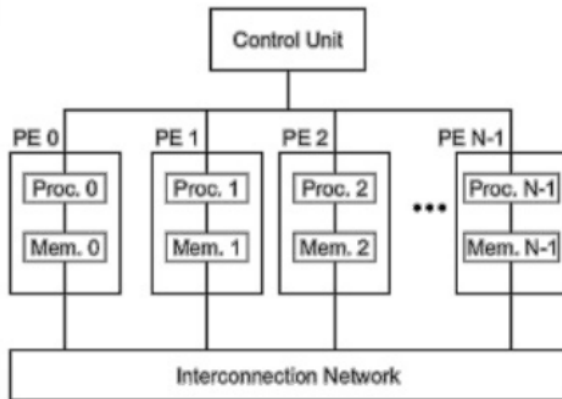 Control Unit
PE 0 PE 1 PE 2 PE N-1
Proc. 0 Proc. 1 Proc. 2 Proc. N-1
•••
Mem. 0 Mem. 1 Mem. 2 Mem. N-1
Interconnection Network